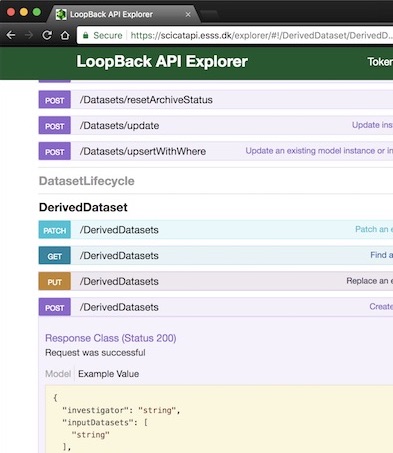 LoopBack API Explorer
Secure https://scicatapi.esss.dk/explorer/#!/DerivedDataset/DerivedD...
LoopBack API Explorer Token
POST /Datasets/resetArchiveStatus
POST /Datasets/update Update ins
POST /Datasets/upsertWithWhere Update an existing model instance or in
DatasetLifecycle
DerivedDataset
PATCH /DerivedDatasets Patch an e
GET /DerivedDatasets Find a
PUT /DerivedDatasets Replace an e
POST /DerivedDatasets Create
Response Class (Status 200)
Request was successful
Model Example Value
{
"investigator": "string",
"inputDatasets": [
"string"
],